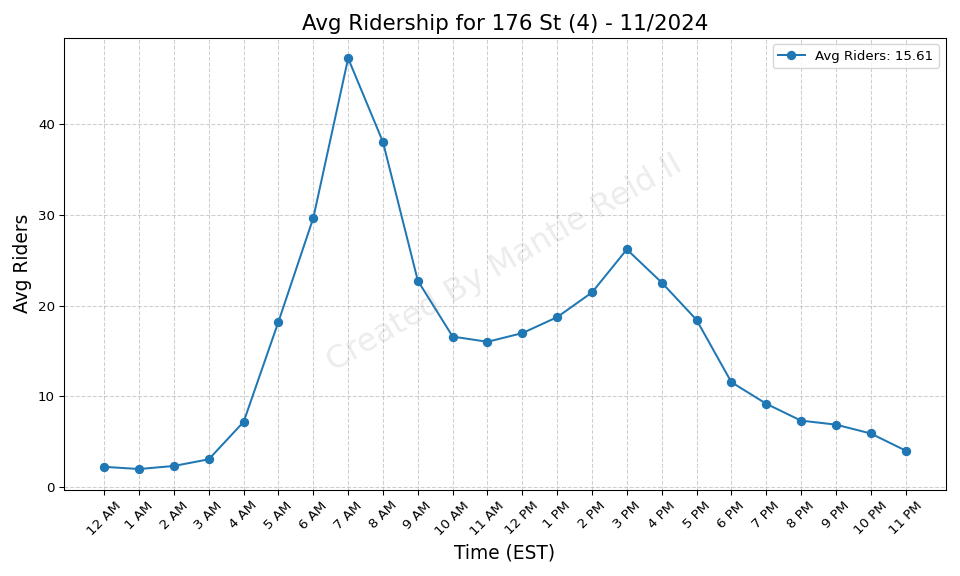 Avg Ridership for 176 St (4) - 11/2024
Avg Riders: 15.61
Avg Riders
40
30
20
10
0
Created By Mantie Reid II
12 AM
1 AM
2 AM
3 AM
4 AM
5 AM
6 AM
7 AM
8 AM
9 AM
10 AM
11 AM
12 PM
1 PM
2 PM
3 PM
4 PM
5 PM
6 PM
7 PM
8 PM
9 PM
10 PM
11 PM
Time (EST)